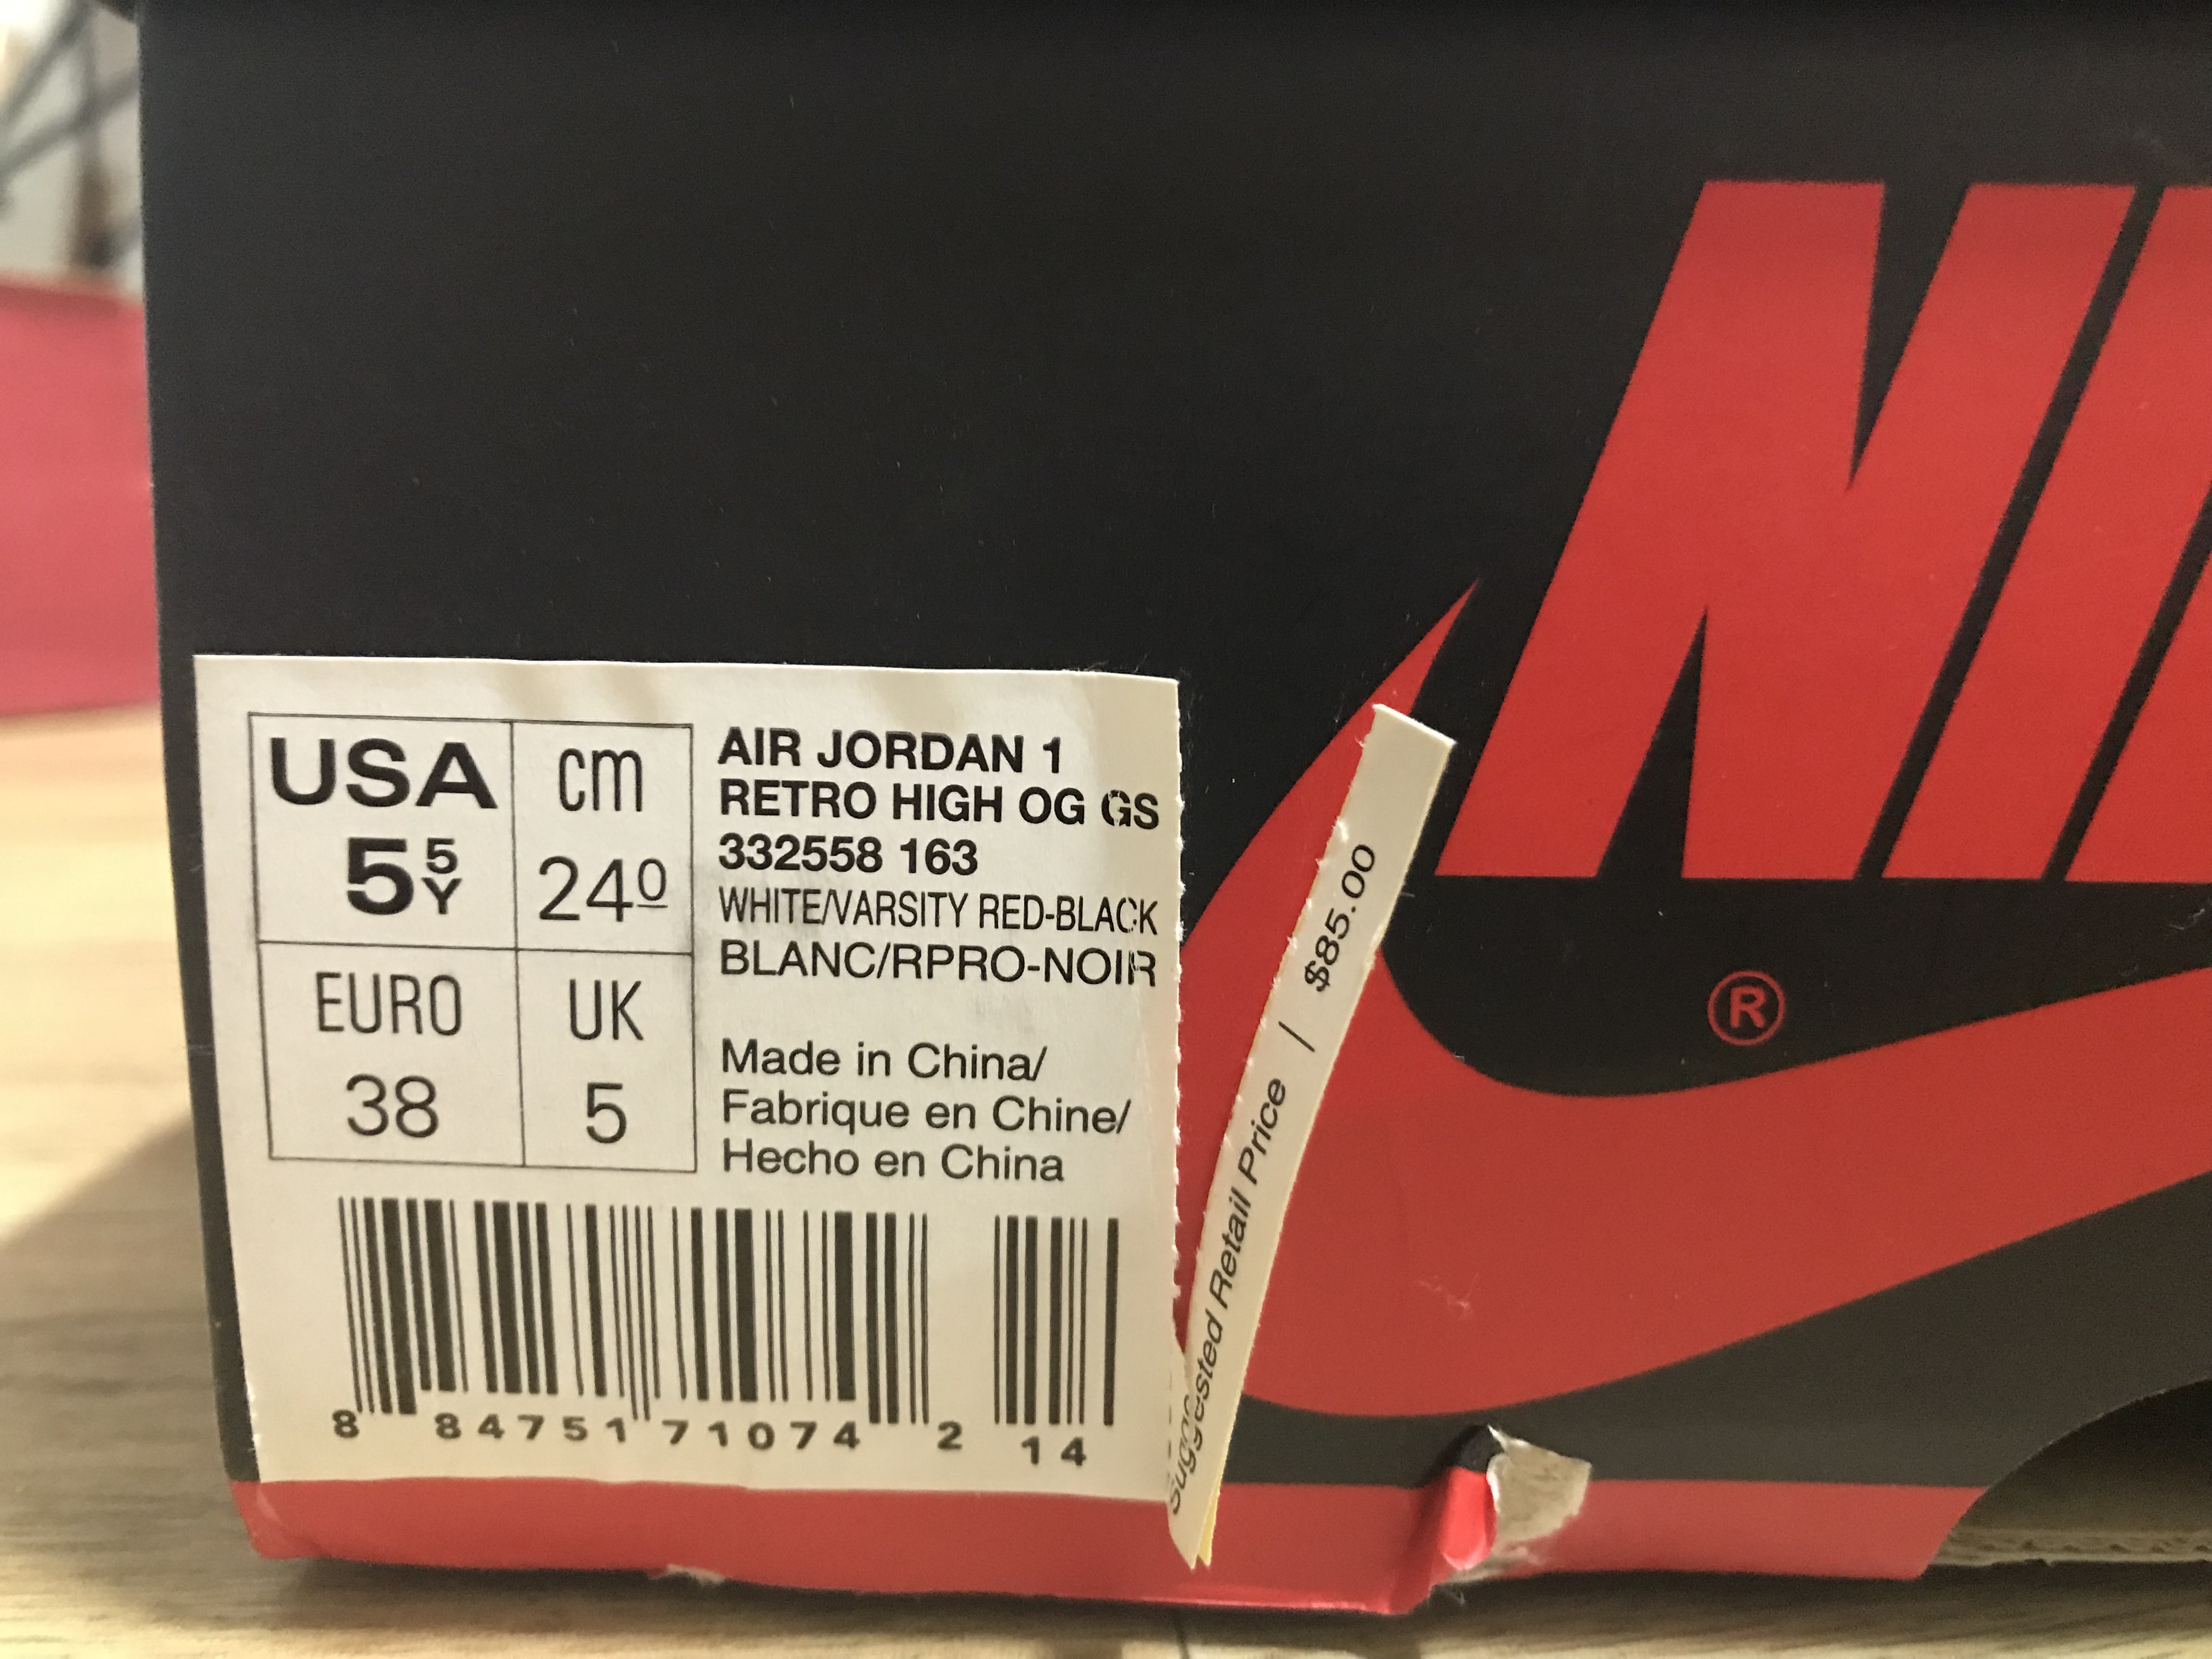 USA
5 5 Y
cm
24 0
EURO
38
UK
5
AIR JORDAN 1
RETRO HIGH OG GS
332558 163
WHITE/VARSITY RED-BLACK
BLANC/RPRO-NOIR
Made in China/
Fabrique en Chine/
Hecho en China
8 84751 71074 2 14
Suggested Retail Price | $85.00
®